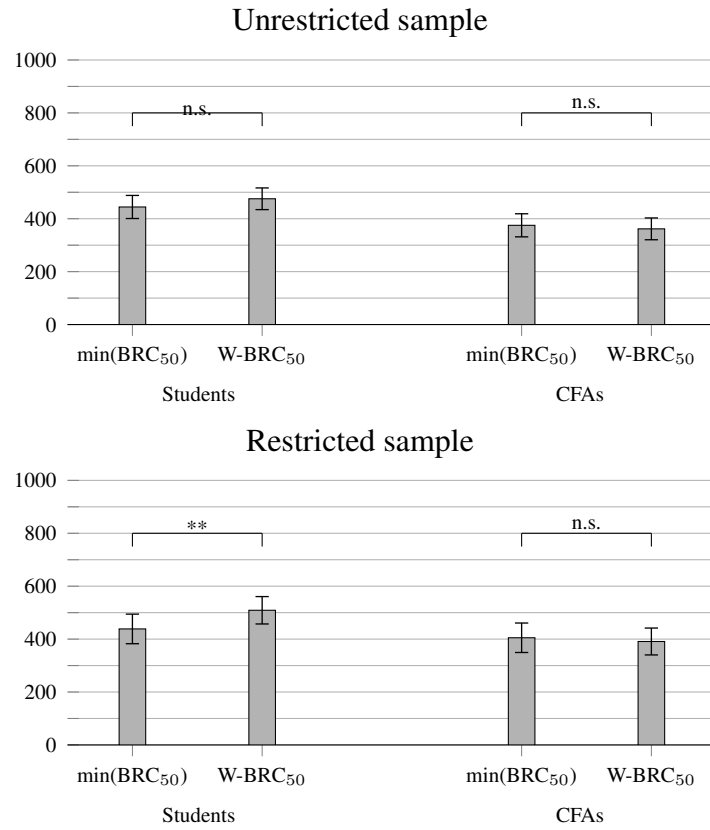 Unrestricted sample
1000
800
600
400
200
0
n.s.
n.s.
min(BRC₅₀)
W-BRC₅₀
min(BRC₅₀)
W-BRC₅₀
Students
CFAs
Restricted sample
1000
800
600
400
200
0
**
n.s.
min(BRC₅₀)
W-BRC₅₀
min(BRC₅₀)
W-BRC₅₀
Students
CFAs